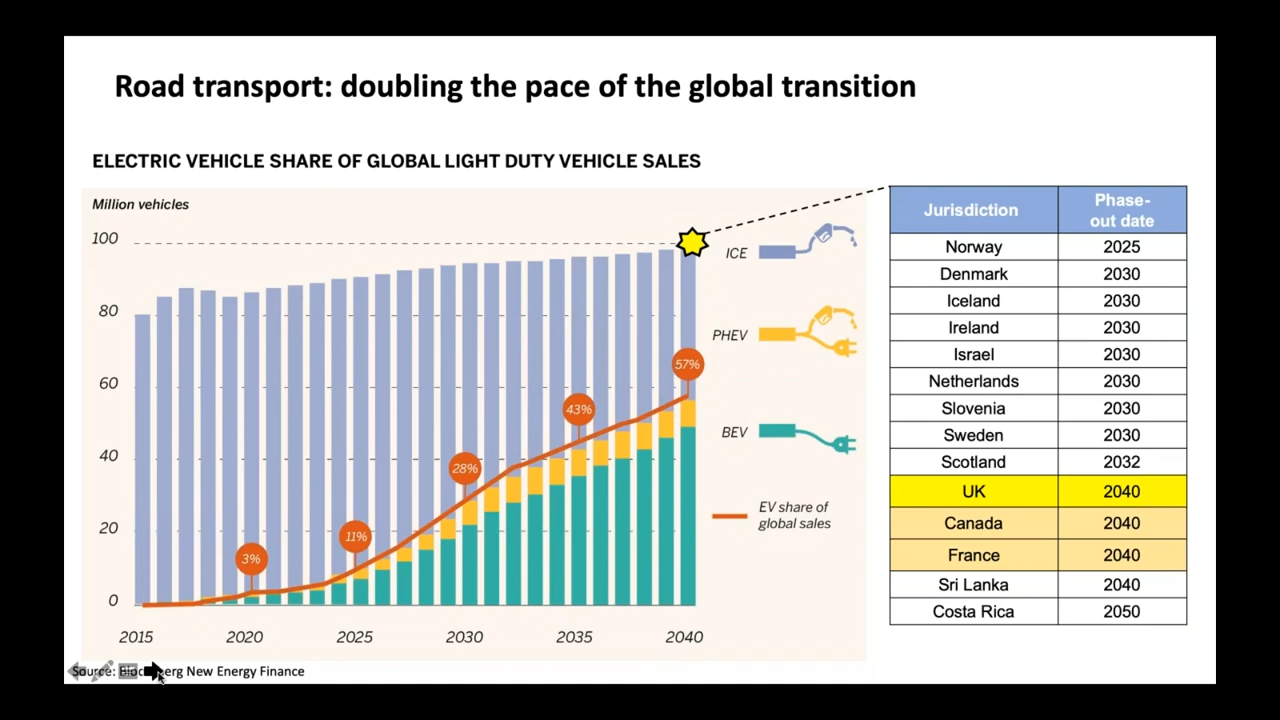 Road transport: doubling the pace of the global transition
ELECTRIC VEHICLE SHARE OF GLOBAL LIGHT DUTY VEHICLE SALES
Million vehicles
100
80
60
40
20
0
2015 2020 2025 2030 2035 2040
3%
11%
28%
43%
57%
ICE
PHEV
BEV
EV share of
global sales
Jurisdiction Phase-
out date
Norway 2025
Denmark 2030
Iceland 2030
Ireland 2030
Israel 2030
Netherlands 2030
Slovenia 2030
Sweden 2030
Scotland 2032
UK 2040
Canada 2040
France 2040
Sri Lanka 2040
Costa Rica 2050
Source: New Energy Finance